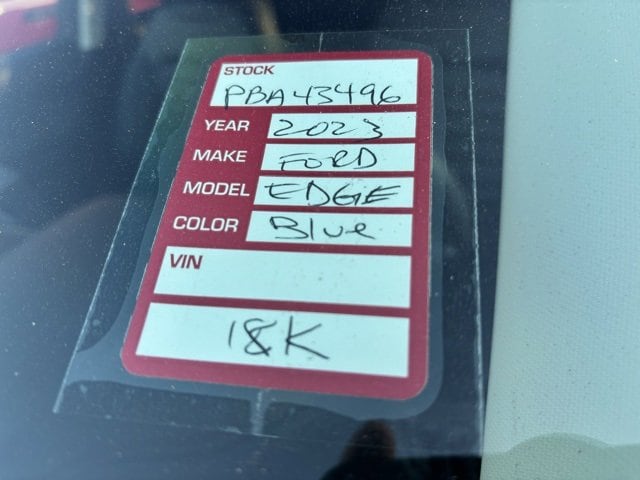 STOCK
PBA43496
YEAR 2023
MAKE FORD
MODEL EDGE
COLOR Blue
VIN
18K